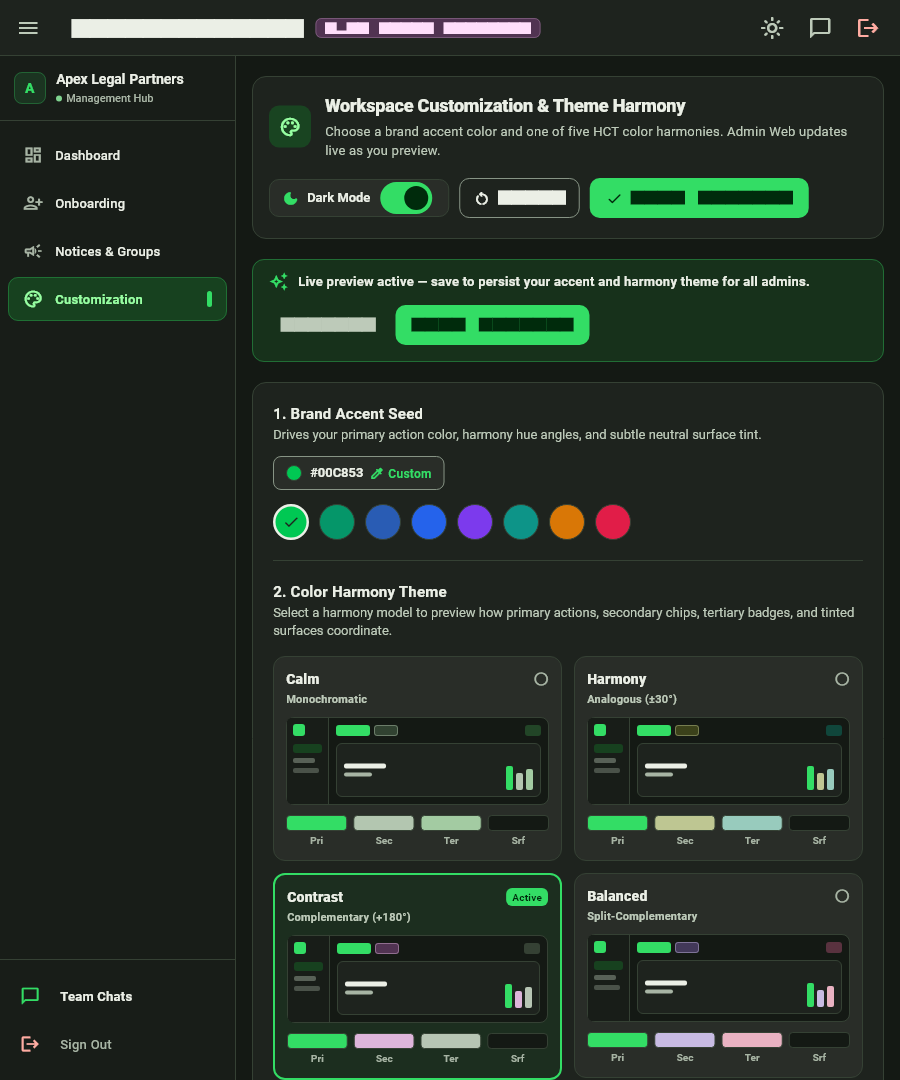 Apex Legal Partners
A
Management Hub
Dashboard
Onboarding
Notices & Groups
Customization
Team Chats
Sign Out
Workspace Customization & Theme Harmony
Choose a brand accent color and one of five HCT color harmonies. Admin Web updates
live as you preview.
Dark Mode
Live preview active — save to persist your accent and harmony theme for all admins.
1. Brand Accent Seed
Drives your primary action color, harmony hue angles, and subtle neutral surface tint.
#00C853 Custom
2. Color Harmony Theme
Select a harmony model to preview how primary actions, secondary chips, tertiary badges, and tinted
surfaces coordinate.
Calm
Monochromatic
Pri Sec Ter Srf
Harmony
Analogous (±30°)
Pri Sec Ter Srf
Contrast Active
Complementary (+180°)
Pri Sec Ter Srf
Balanced
Split-Complementary
Pri Sec Ter Srf